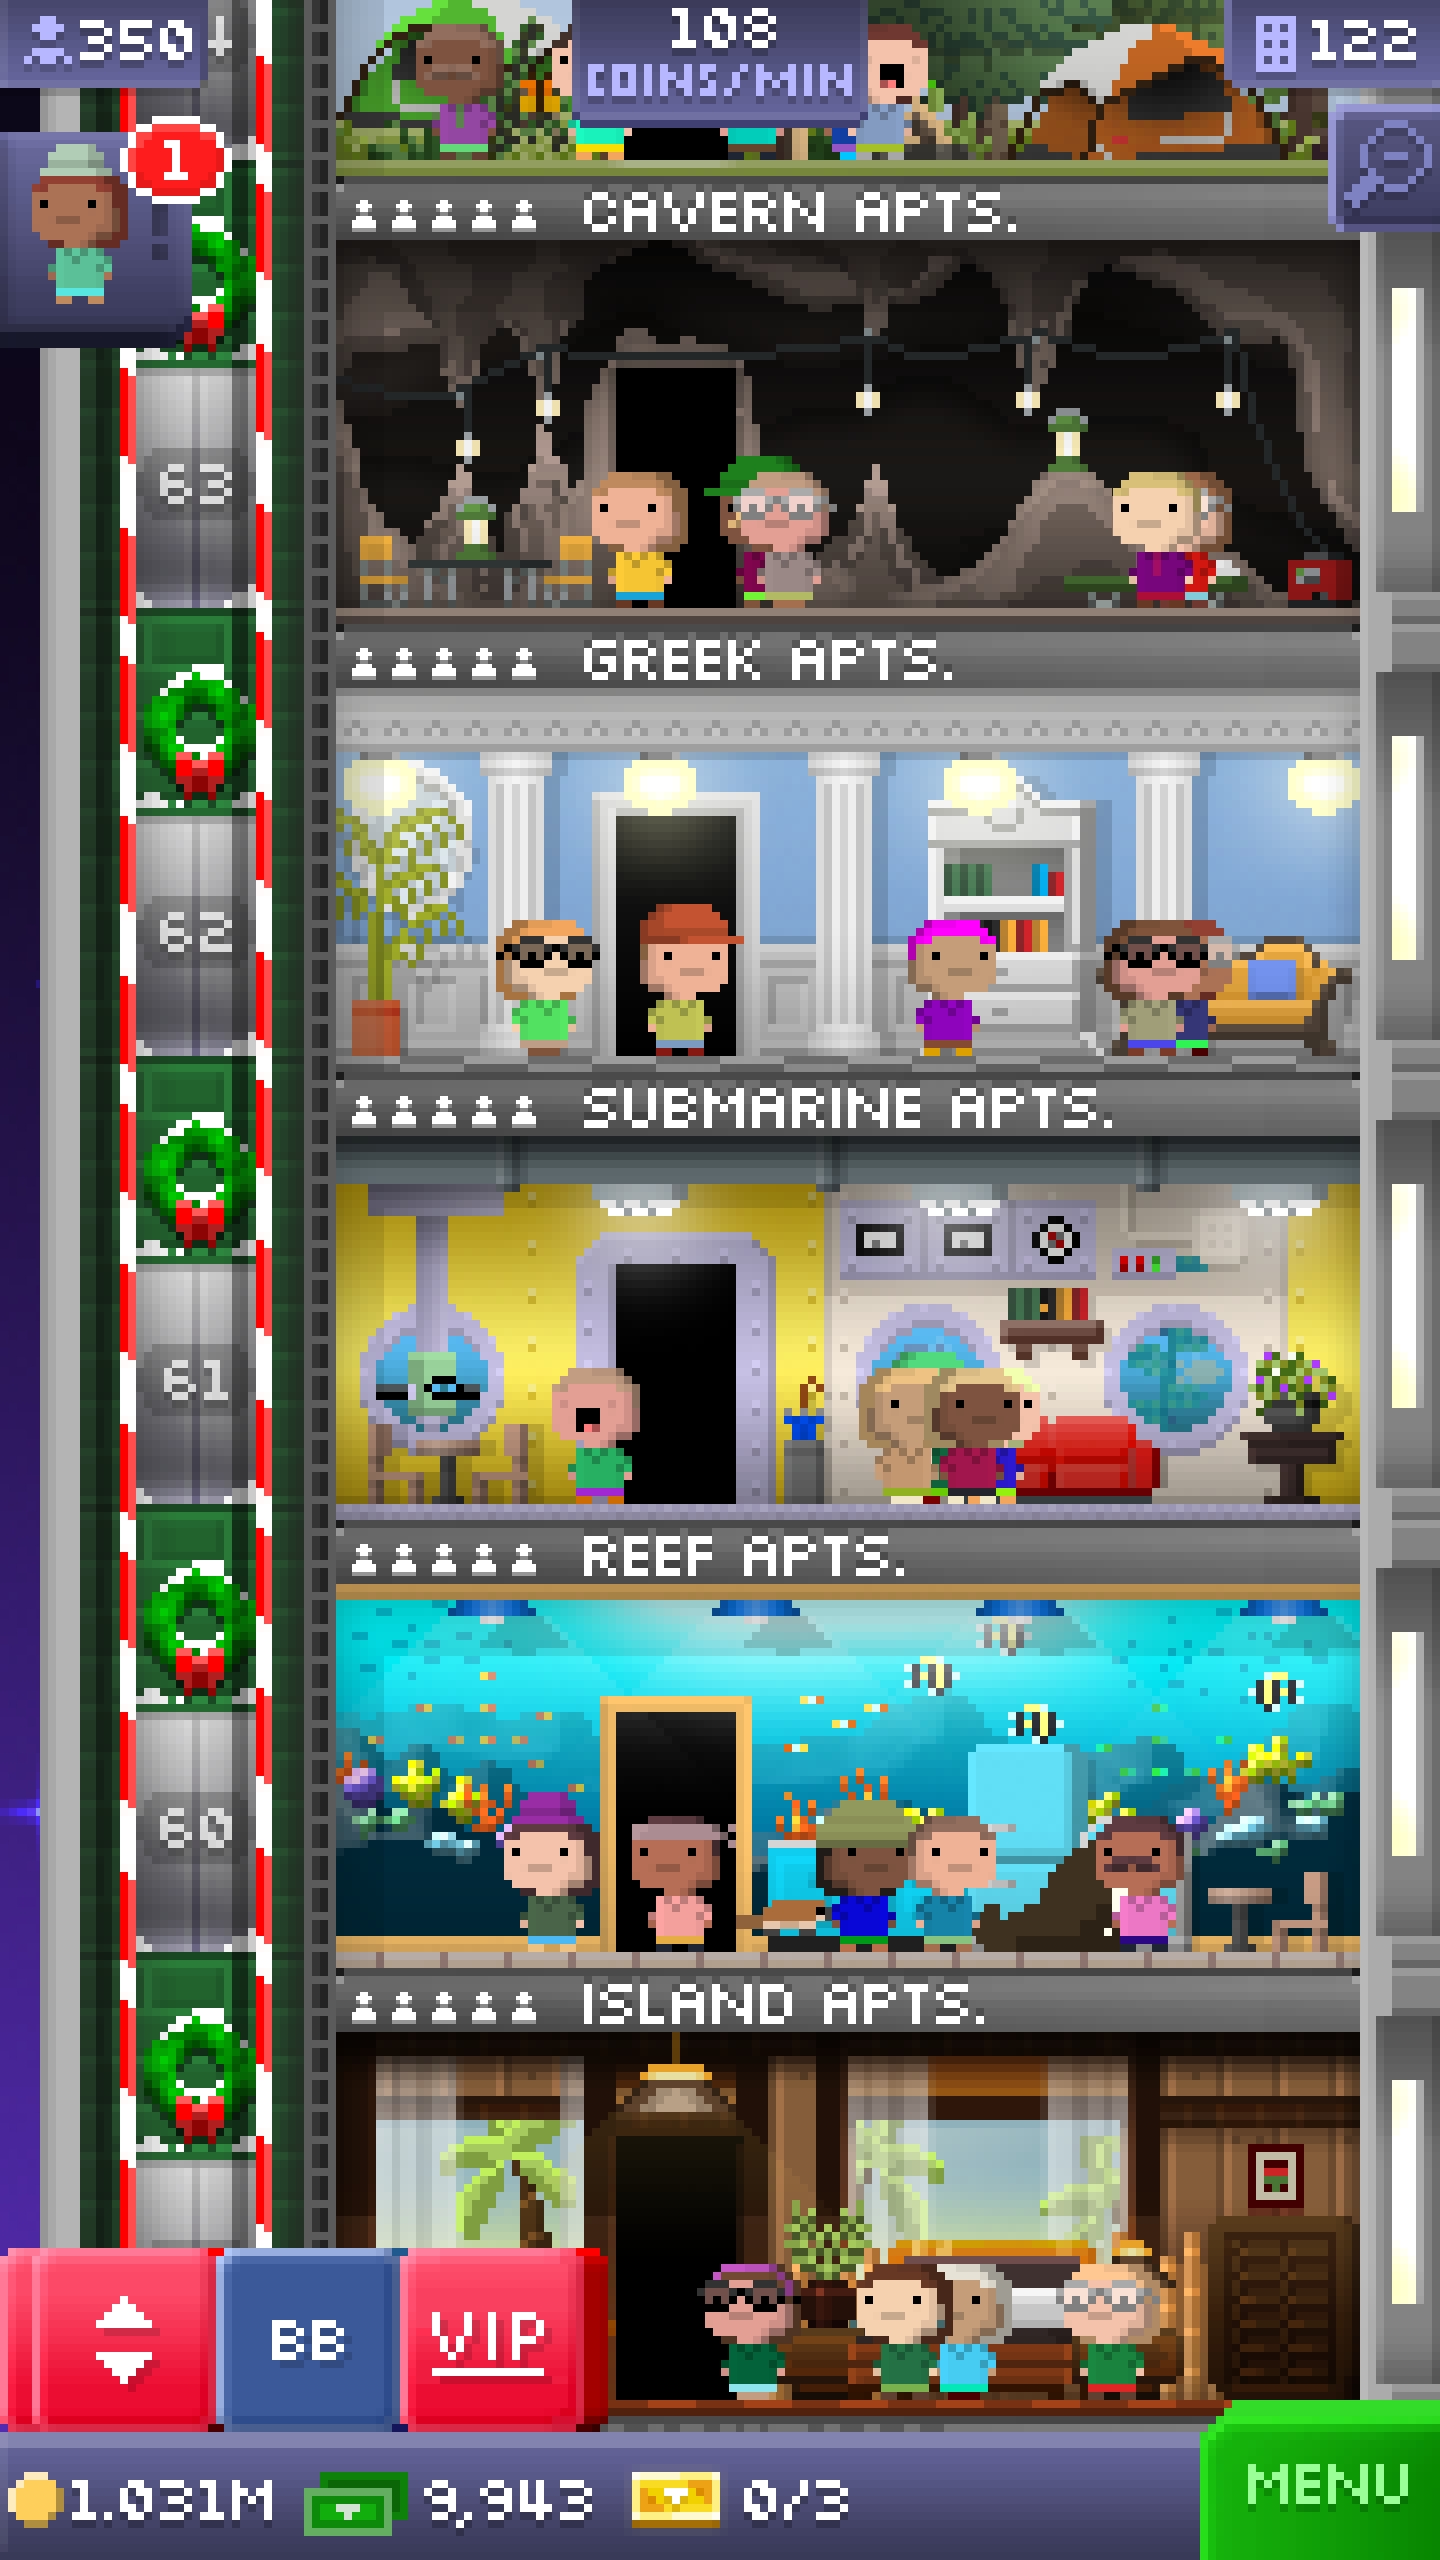 350
108
COINS/MIN
122
1
CAVERN APTS.
63
GREEK APTS.
62
SUBMARINE APTS.
61
REEF APTS.
60
ISLAND APTS.
BB
VIP
1.031M
9,943
0/3
MENU